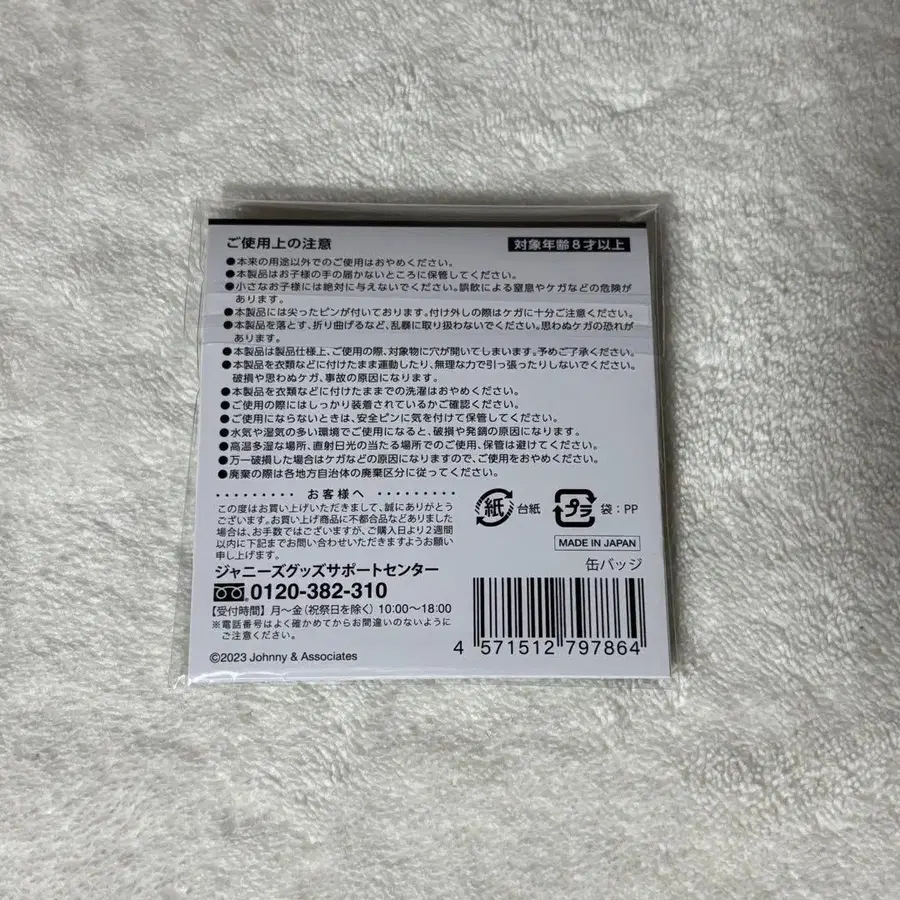 ご使用上の注意
対象年齢8才以上
●本来の用途以外でのご使用はおやめください。
●本製品はお子様の手の届かないところに保管してください。
●小さなお子様には絶対に与えないでください。誤飲による窒息やケガなどの危険が
あります。
●本製品には尖ったピンが付いております。付け外しの際はケガに十分ご注意ください。
●本製品を落とす、折り曲げるなど、乱暴に取り扱わないでください。思わぬケガの恐れが
あります。
●本製品は製品仕様上、ご使用の際、対象物に穴が開いてしまいます。予めご了承ください。
●本製品を衣類などに付けたまま運動したり、無理な力で引っ張ったりしないでください。
破損や思わぬケガ、事故の原因になります。
●本製品を衣類などに付けたままでの洗濯はおやめください。
●ご使用の際にはしっかり装着されているかご確認ください。
●ご使用にならないときは、安全ピンに気を付けて保管してください。
●水気や湿気の多い環境でご使用になると、破損や発錆の原因になります。
●高温多湿な場所、直射日光の当たる場所でのご使用、保管は避けてください。
●万一破損した場合はケガなどの原因になりますので、ご使用をおやめください。
●廃棄の際は各地方自治体の廃棄区分に従ってください。
お客様へ
この度はお買い上げいただきまして、誠にありがとう
ございます。お買い上げ商品に不都合品などありました
場合は、お手数ではございますが、ご購入日より2週間
以内に下記までお問い合わせいただきますようお願い
申し上げます。
ジャニーズグッズサポートセンター
0120-382-310
【受付時間】月〜金(祝祭日を除く)10:00〜18:00
※電話番号はよく確かめてからお間違いのないように
ご注意ください。
©2023 Johnny & Associates
紙 台紙
プラ 袋:PP
MADE IN JAPAN
缶バッジ
4 571512 797864